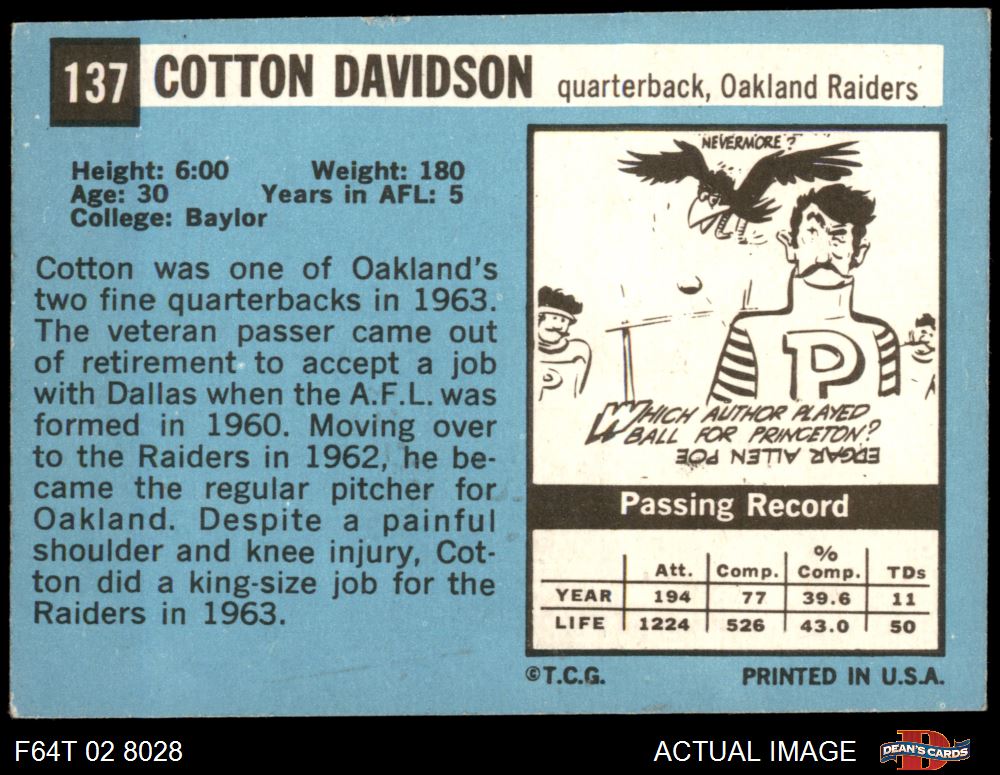 137 COTTON DAVIDSON quarterback, Oakland Raiders
Height: 6:00 Weight: 180
Age: 30 Years in AFL: 5
College: Baylor
Cotton was one of Oakland's
two fine quarterbacks in 1963.
The veteran passer came out
of retirement to accept a job
with Dallas when the A.F.L. was
formed in 1960. Moving over
to the Raiders in 1962, he be-
came the regular pitcher for
Oakland. Despite a painful
shoulder and knee injury, Cot-
ton did a king-size job for the
Raiders in 1963.
NEVERMORE?
P
P
WHICH AUTHOR PLAYED
BALL FOR PRINCETON?
EDGAR ALLEN POE
Passing Record
Att. Comp. % Comp. TDs
YEAR 194 77 39.6 11
LIFE 1224 526 43.0 50
©T.C.G. PRINTED IN U.S.A.
F64T 02 8028 ACTUAL IMAGE D DEAN'S CARDS